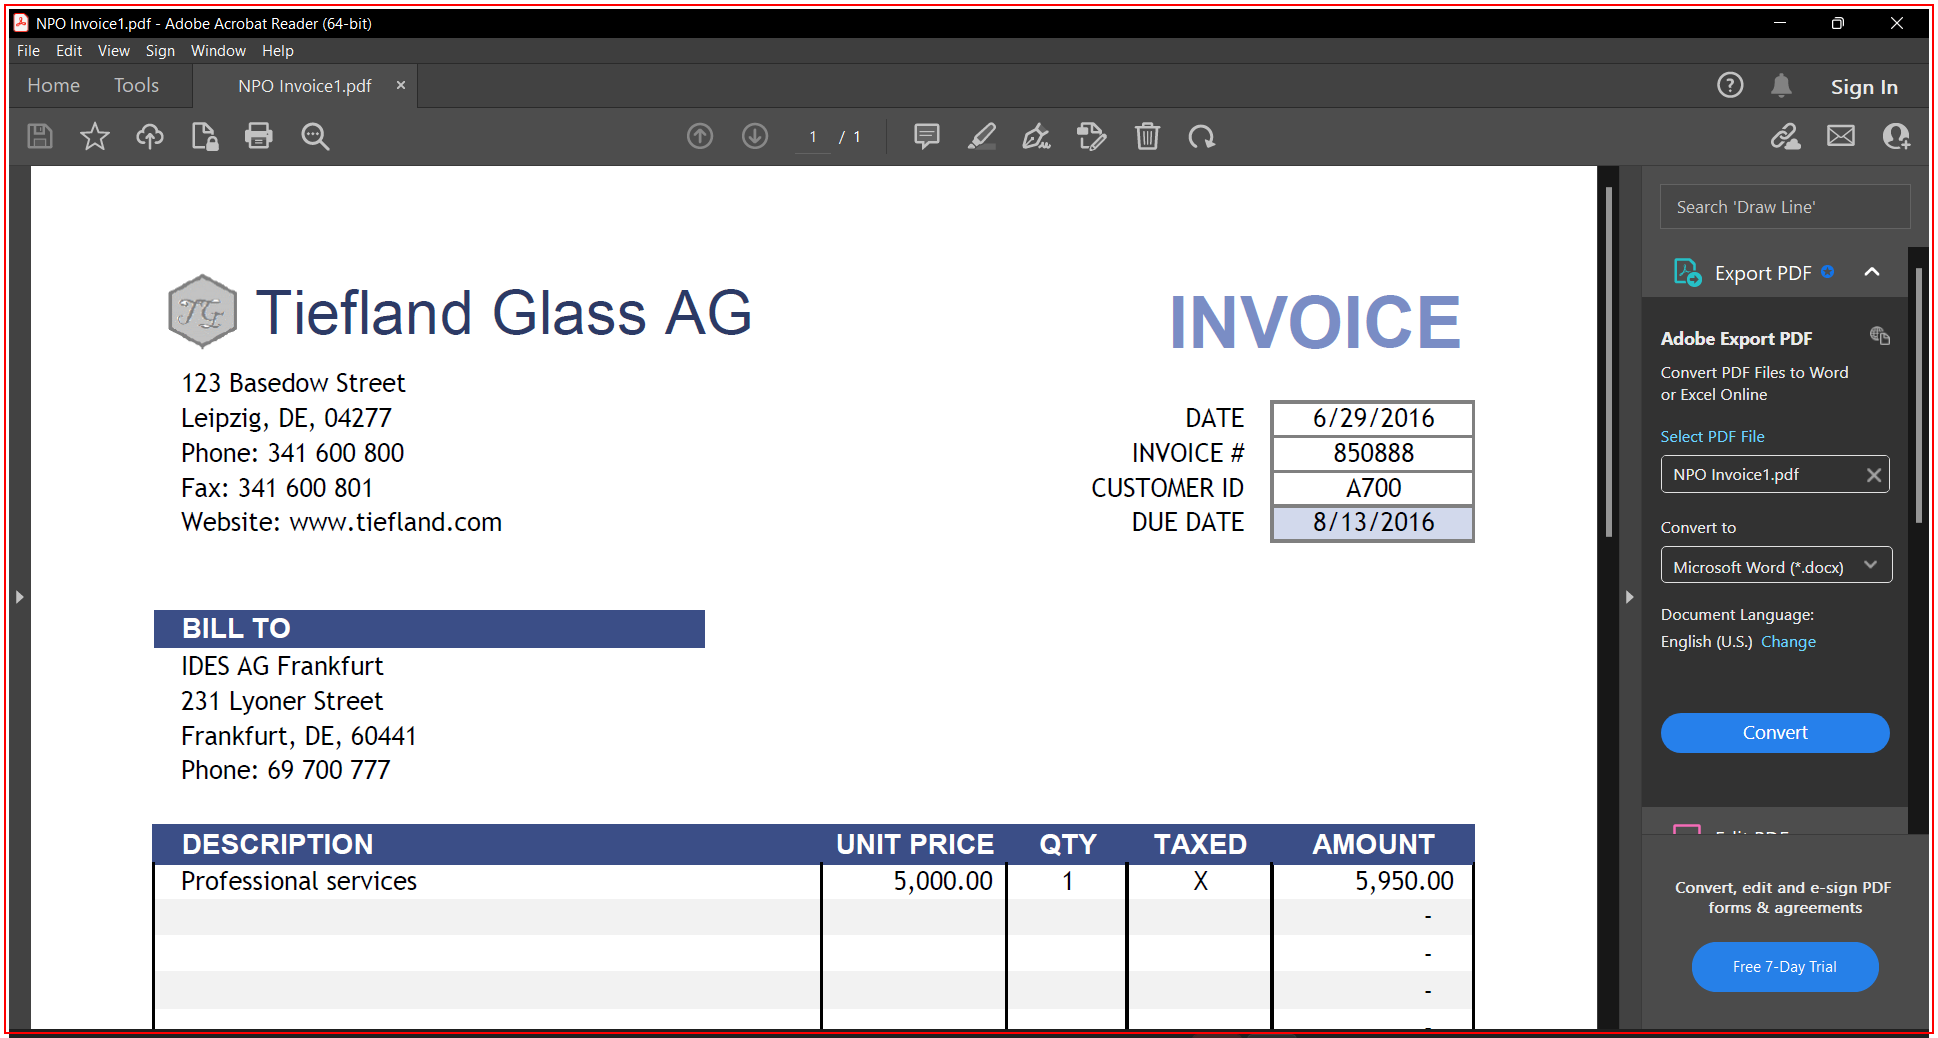 NPO Invoice1.pdf - Adobe Acrobat Reader (64-bit)
File Edit View Sign Window Help
Home Tools NPO Invoice1.pdf × Sign In
1 / 1
Search 'Draw Line'
Export PDF
Adobe Export PDF
Convert PDF Files to Word
or Excel Online
Select PDF File
NPO Invoice1.pdf
Convert to
Microsoft Word (*.docx)
Document Language:
English (U.S.) Change
Convert
Edit PDF
Convert, edit and e-sign PDF
forms & agreements
Free 7-Day Trial
TG Tiefland Glass AG
INVOICE
123 Basedow Street
Leipzig, DE, 04277
Phone: 341 600 800
Fax: 341 600 801
Website: www.tiefland.com
DATE 6/29/2016
INVOICE # 850888
CUSTOMER ID A700
DUE DATE 8/13/2016
BILL TO
IDES AG Frankfurt
231 Lyoner Street
Frankfurt, DE, 60441
Phone: 69 700 777
DESCRIPTION UNIT PRICE QTY TAXED AMOUNT
Professional services 5,000.00 1 X 5,950.00
-
-
-
-